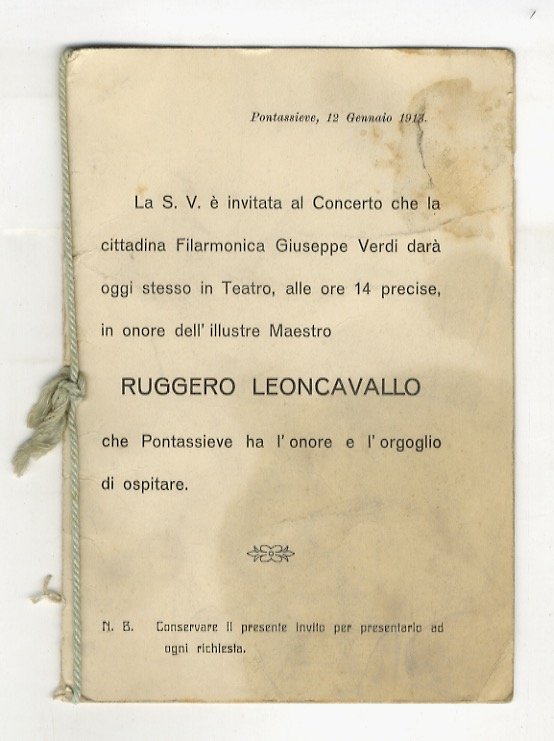 Pontassieve, 12 Gennaio 1913.
La S. V. è invitata al Concerto che la
cittadina Filarmonica Giuseppe Verdi darà
oggi stesso in Teatro, alle ore 14 precise,
in onore dell' illustre Maestro
RUGGERO LEONCAVALLO
che Pontassieve ha l' onore e l' orgoglio
di ospitare.
N. B. Conservare il presente invito per presentarlo ad
ogni richiesta.